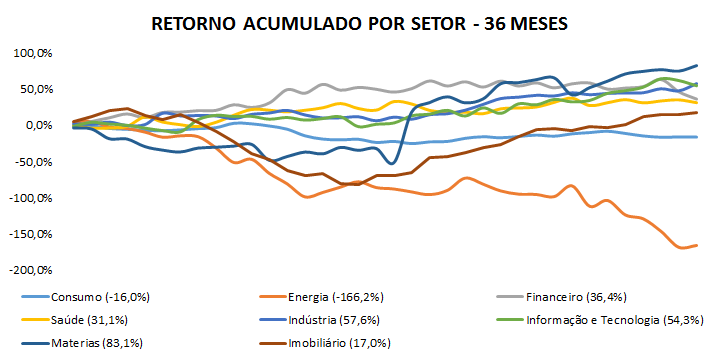 RETORNO ACUMULADO POR SETOR - 36 MESES
100,0%
50,0%
0,0%
-50,0%
-100,0%
-150,0%
-200,0%
Consumo (-16,0%)
Energia (-166,2%)
Financeiro (36,4%)
Saúde (31,1%)
Indústria (57,6%)
Informação e Tecnologia (54,3%)
Materias (83,1%)
Imobiliário (17,0%)